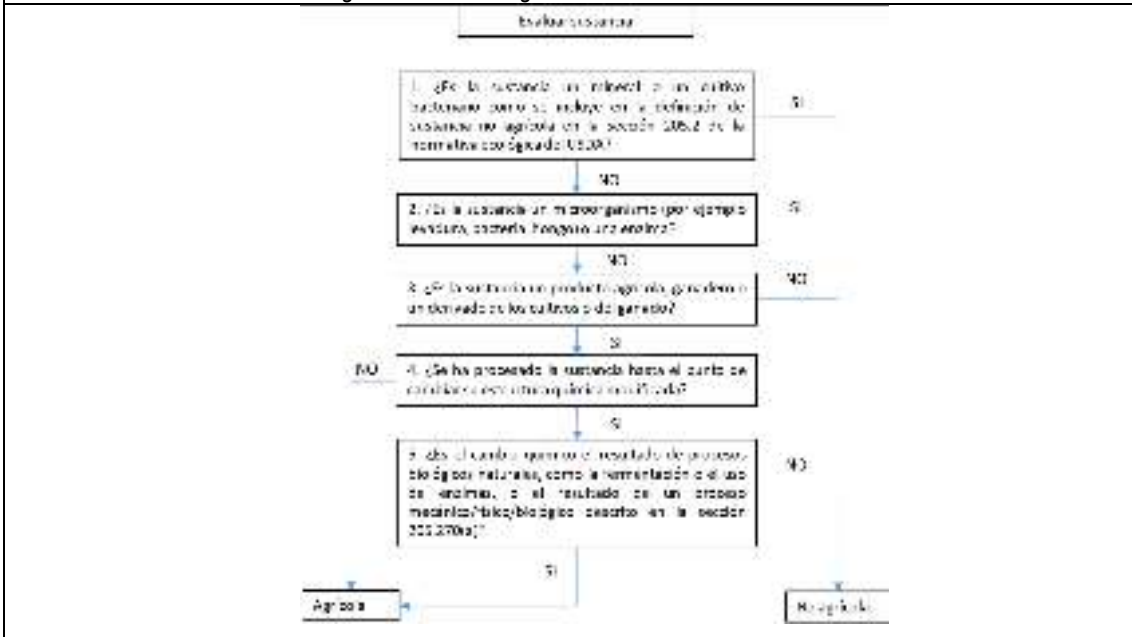 Evaluar sustancia
1. ¿Es la sustancia un mineral o un cultivo
bacteriano como se incluye en la definición de
sustancia no agrícola en la sección 205.2 de la
normativa ecológica del USDA?
SI
NO
2. ¿Es la sustancia un microorganismo (por ejemplo
levadura, bacteria, hongo) o una enzima?
SI
NO
3. ¿Es la sustancia un producto agrícola, ganadero o
un derivado de los cultivos o del ganado?
NO
SI
4. ¿Se ha procesado la sustancia hasta el punto de
cambiar su estructura química
NO
SI
5. ¿Es el cambio químico el resultado de procesos
biológicos naturales, como la fermentación o el uso
de enzimas, o el resultado de un proceso
mecánico/físico/biológico descrito en la sección
205.270(a)?
NO
SI
Agrícola
No agrícola